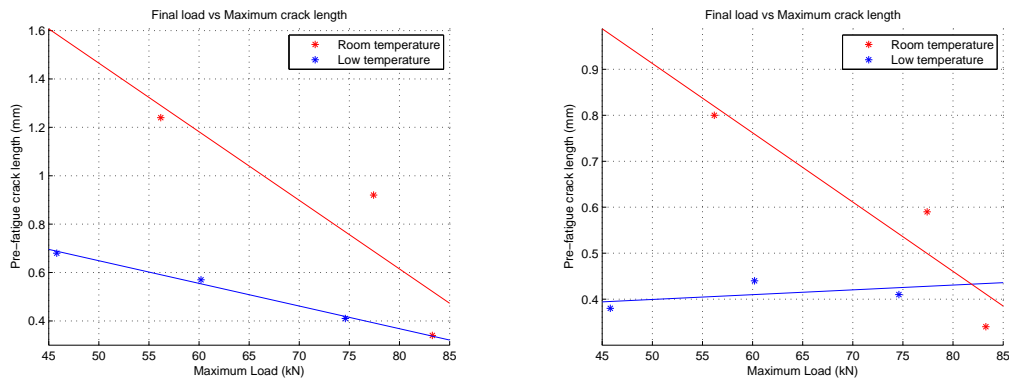 Final load vs Maximum crack length
Room temperature
Low temperature
Pre−fatigue crack length (mm)
1.6
1.4
1.2
1
0.8
0.6
0.4
45 50 55 60 65 70 75 80 85
Maximum Load (kN)
Final load vs Maximum crack length
Room temperature
Low temperature
Pre−fatigue crack length (mm)
0.9
0.8
0.7
0.6
0.5
0.4
45 50 55 60 65 70 75 80 85
Maximum Load (kN)